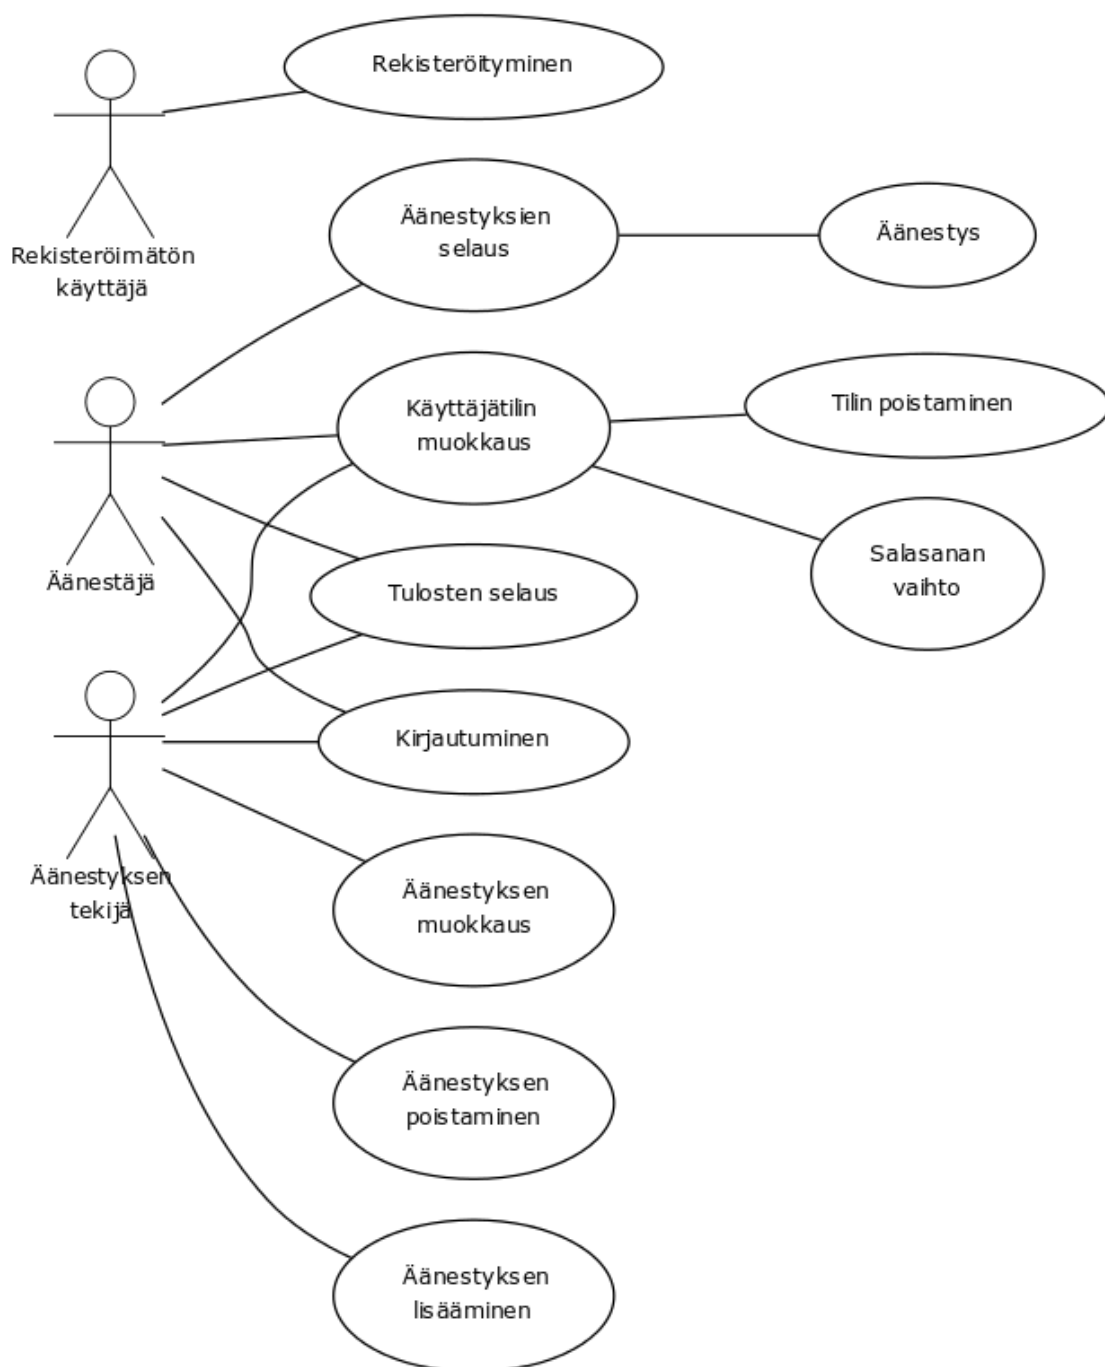 Rekisteröityminen
Rekisteröimätön
käyttäjä
Äänestyksien
selaus
Äänestys
Äänestäjä
Käyttäjätilin
muokkaus
Tilin poistaminen
Salasanan
vaihto
Tulosten selaus
Kirjautuminen
Äänestyksen
tekijä
Äänestyksen
muokkaus
Äänestyksen
poistaminen
Äänestyksen
lisääminen